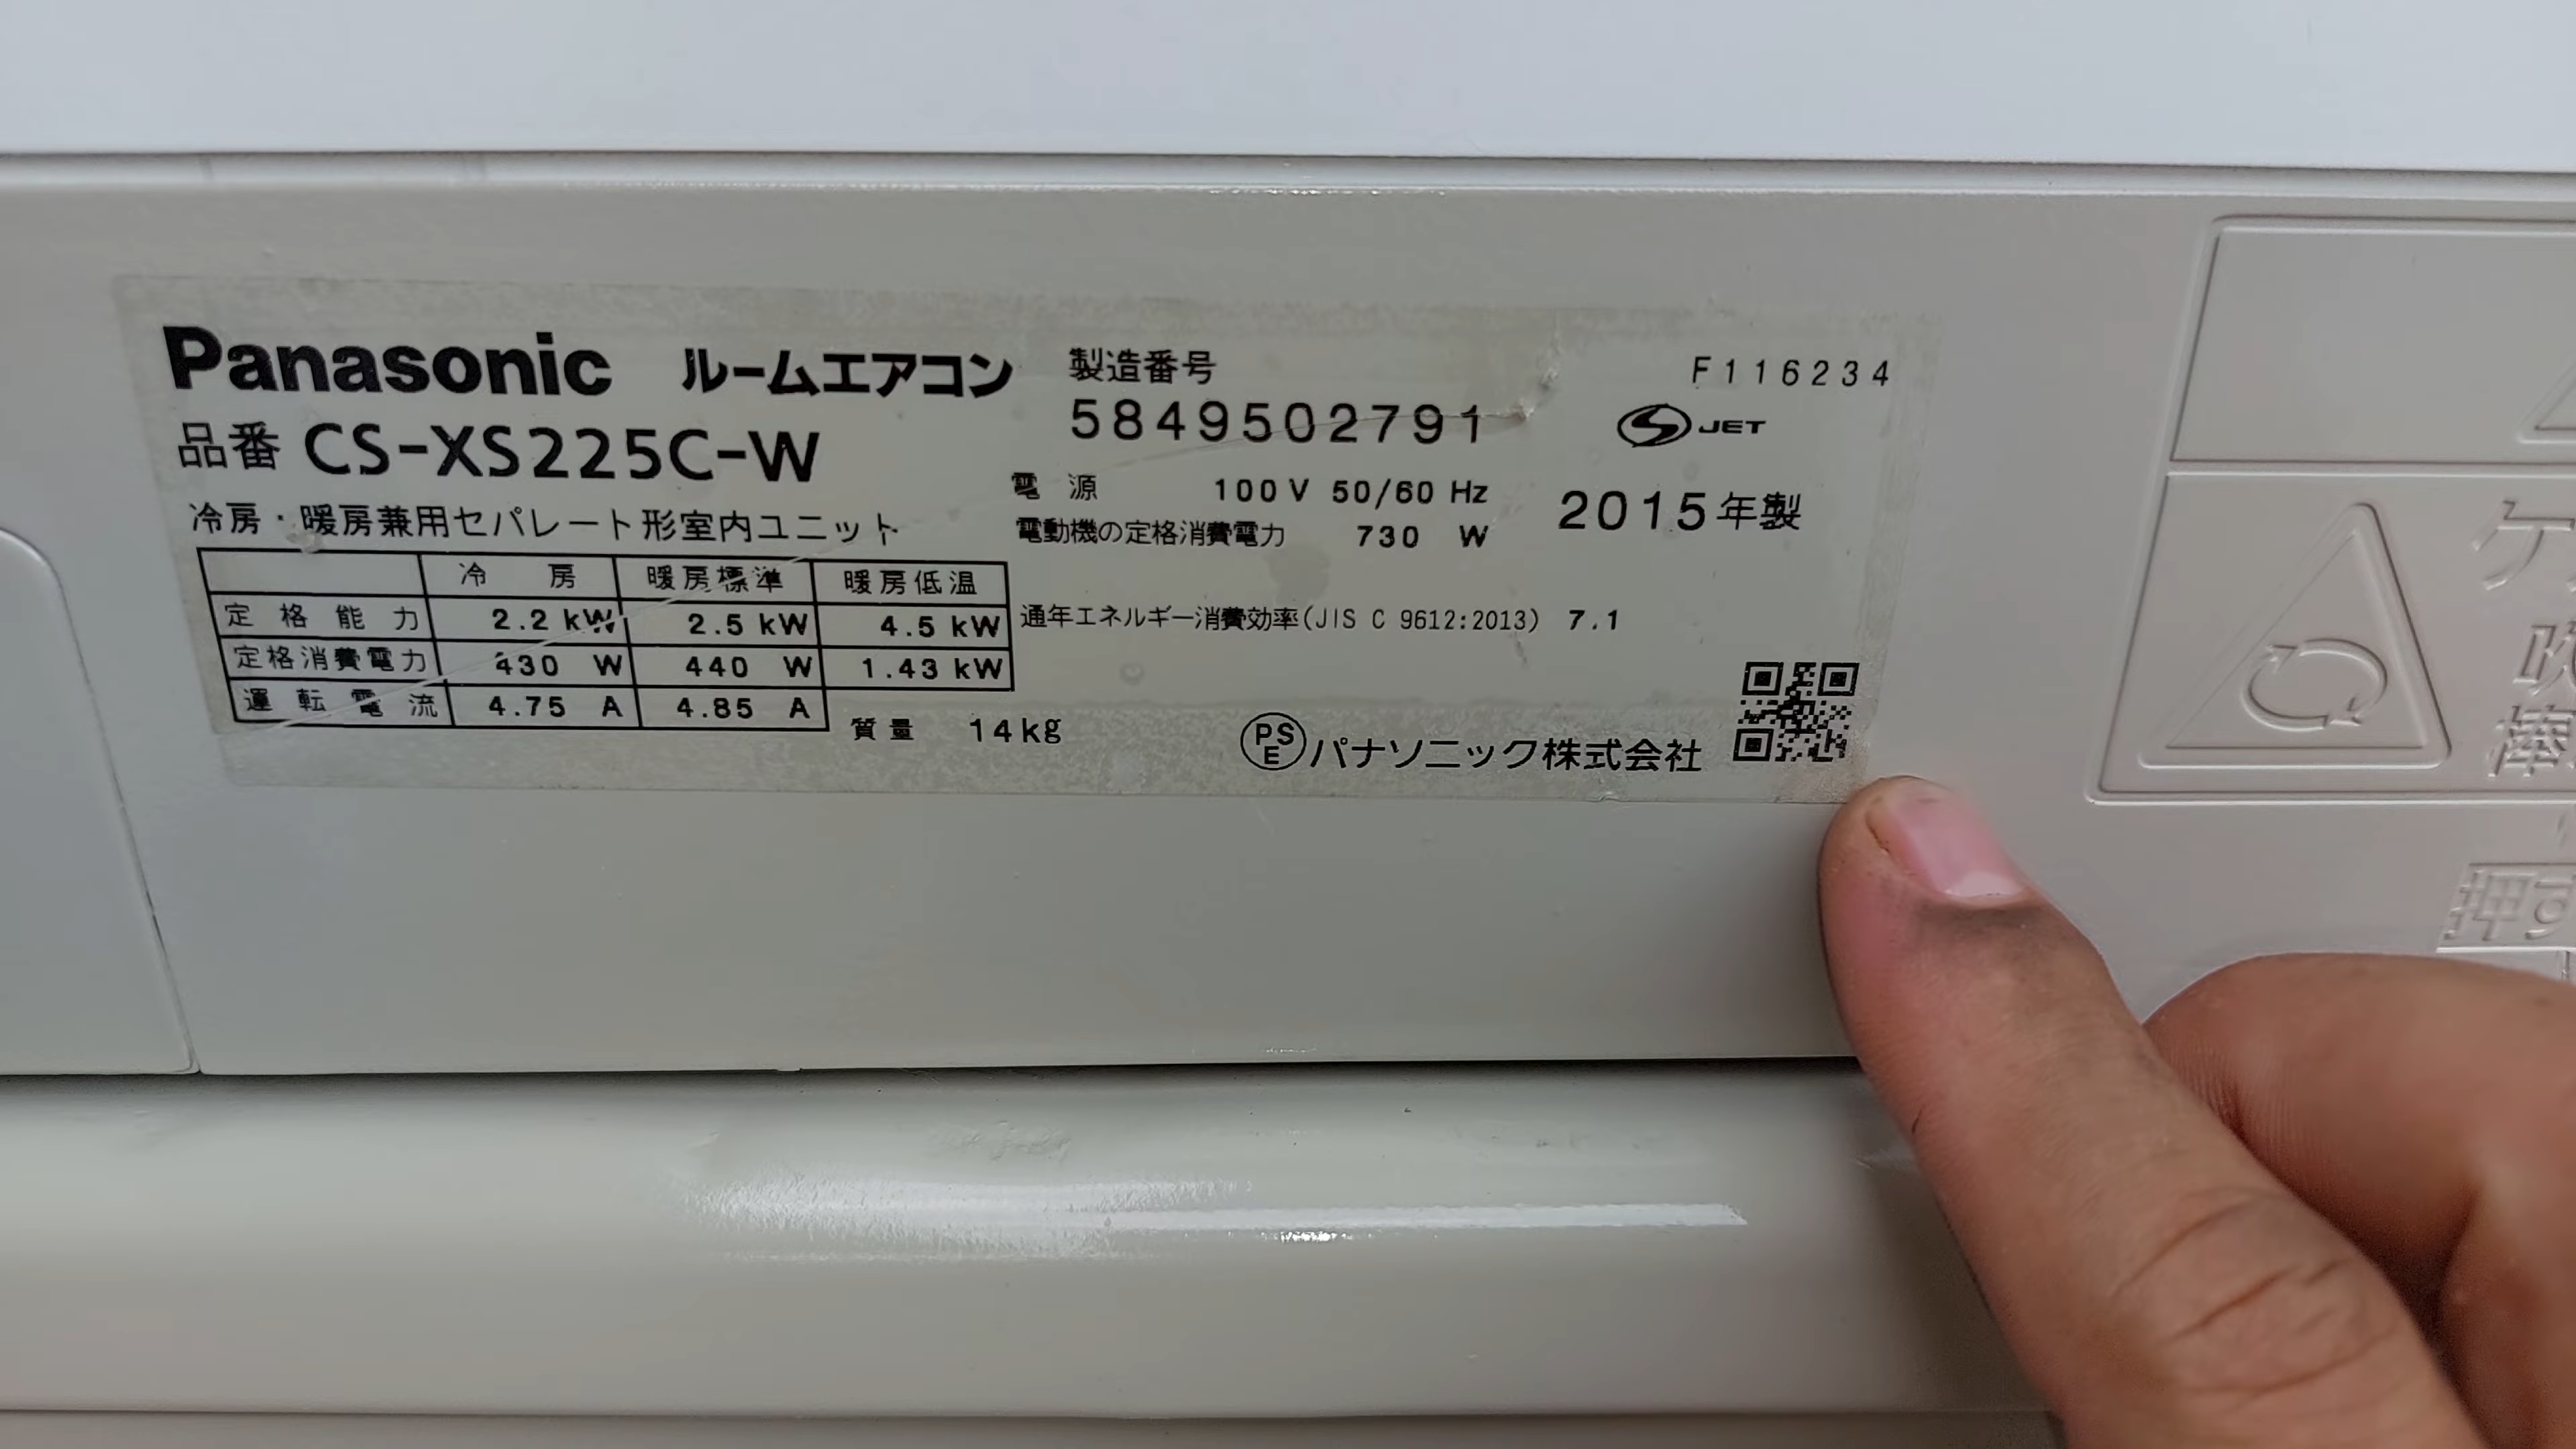 Panasonic ルームエアコン
品番 CS-XS225C-W
冷房・暖房兼用セパレート形室内ユニット
冷房 暖房標準 暖房低温
定格能力 2.2 kW 2.5 kW 4.5 kW
定格消費電力 430 W 440 W 1.43 kW
運転電流 4.75 A 4.85 A
質量 14kg
製造番号
5849502791
電源 100V 50/60 Hz
電動機の定格消費電力 730 W
F116234
JET
2015年製
通年エネルギー消費効率(JIS C 9612:2013) 7.1
PSE パナソニック株式会社
ケ
吹
棒
押す